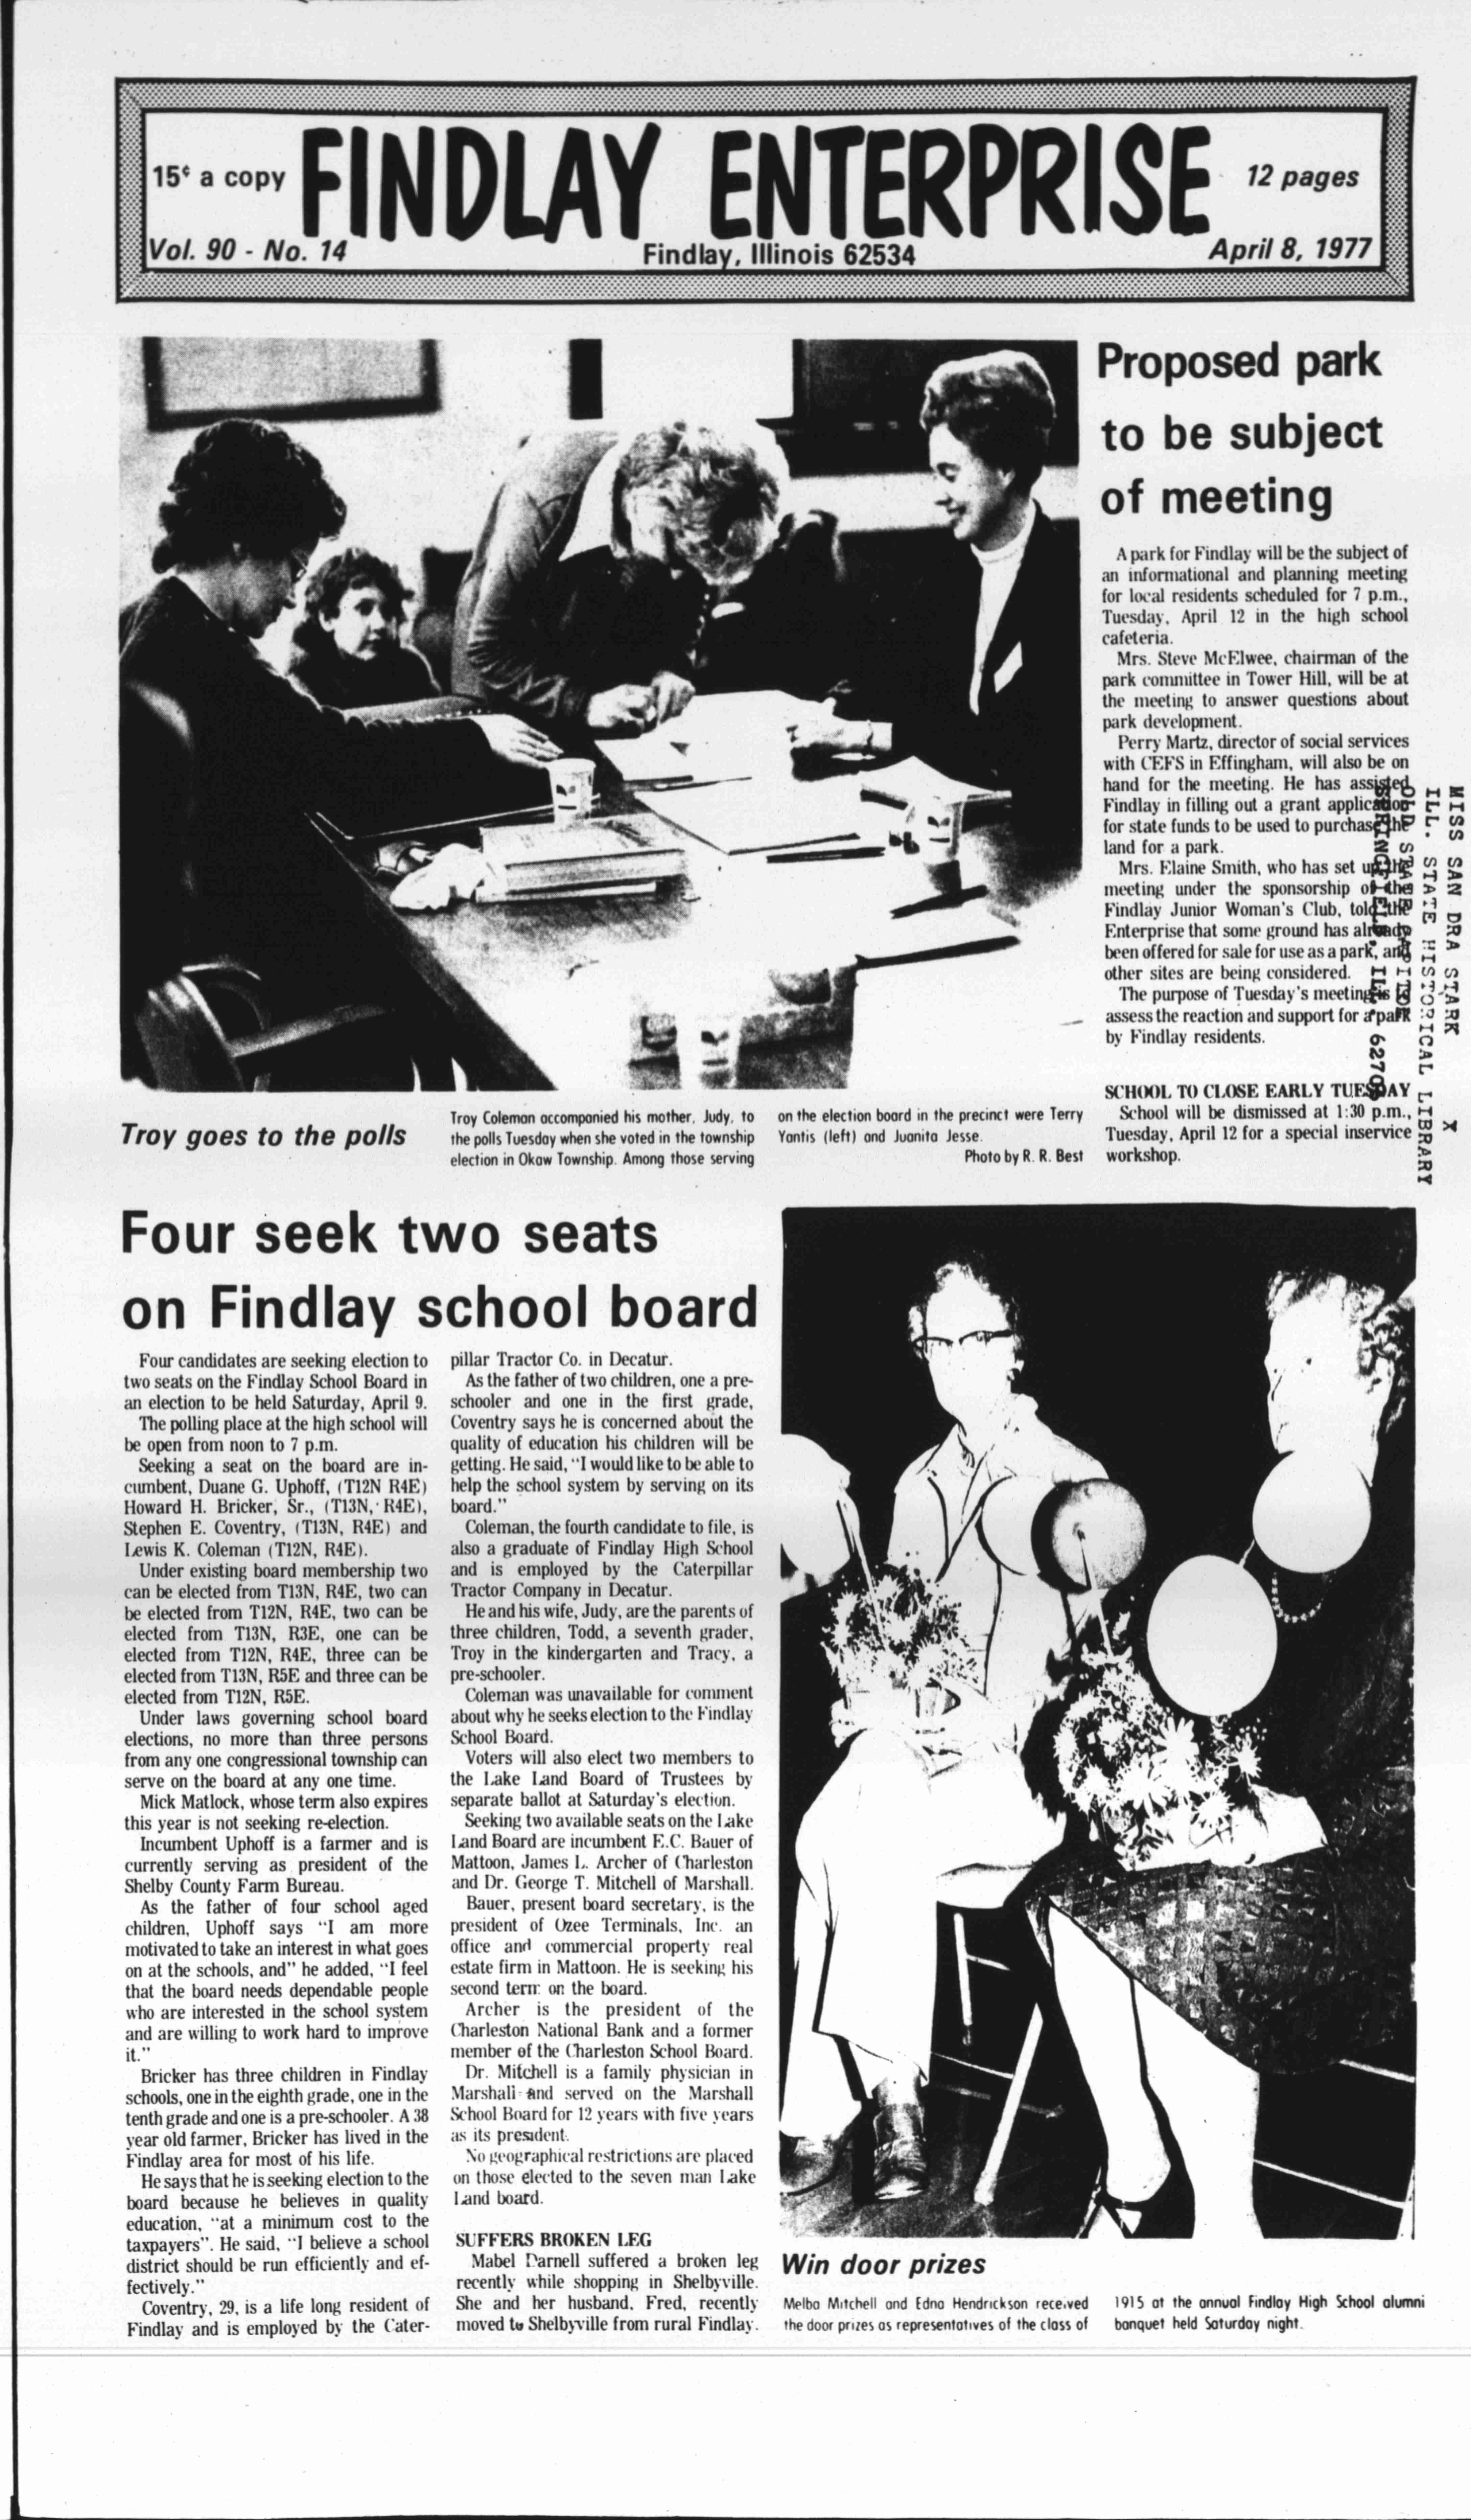 15¢ a copy
FINDLAY ENTERPRISE
12 pages
Vol. 90 - No. 14
Findlay, Illinois 62534
April 8, 1977
Troy goes to the polls
Troy Coleman accompanied his mother, Judy, to
the polls Tuesday when she voted in the township
election in Okaw Township. Among those serving
on the election board in the precinct were Terry
Yantis (left) and Juanita Jesse.
Photo by R. R. Best
Proposed park
to be subject
of meeting
A park for Findlay will be the subject of
an informational and planning meeting
for local residents scheduled for 7 p.m.,
Tuesday, April 12 in the high school
cafeteria.
Mrs. Steve McElwee, chairman of the
park committee in Tower Hill, will be at
the meeting to answer questions about
park development.
Perry Martz, director of social services
with CEFS in Effingham, will also be on
hand for the meeting. He has assisted
Findlay in filling out a grant application
for state funds to be used to purchase the
land for a park.
Mrs. Elaine Smith, who has set up the
meeting under the sponsorship of the
Findlay Junior Woman's Club, told the
Enterprise that some ground has already
been offered for sale for use as a park, and
other sites are being considered.
The purpose of Tuesday's meeting is to
assess the reaction and support for a park
by Findlay residents.
SCHOOL TO CLOSE EARLY TUESDAY
School will be dismissed at 1:30 p.m.,
Tuesday, April 12 for a special inservice
workshop.
MISS SAN DRA STARK X
ILL. STATE HISTORICAL LIBRARY
OLD STATE
SPRINGFIELD, ILL 62706
Four seek two seats
on Findlay school board
Four candidates are seeking election to
two seats on the Findlay School Board in
an election to be held Saturday, April 9.
The polling place at the high school will
be open from noon to 7 p.m.
Seeking a seat on the board are in-
cumbent, Duane G. Uphoff, (T12N R4E)
Howard H. Bricker, Sr., (T13N, R4E),
Stephen E. Coventry, (T13N, R4E) and
Lewis K. Coleman (T12N, R4E).
Under existing board membership two
can be elected from T13N, R4E, two can
be elected from T12N, R4E, two can be
elected from T13N, R3E, one can be
elected from T12N, R4E, three can be
elected from T13N, R5E and three can be
elected from T12N, R5E.
Under laws governing school board
elections, no more than three persons
from any one congressional township can
serve on the board at any one time.
Mick Matlock, whose term also expires
this year is not seeking re-election.
Incumbent Uphoff is a farmer and is
currently serving as president of the
Shelby County Farm Bureau.
As the father of four school aged
children, Uphoff says "I am more
motivated to take an interest in what goes
on at the schools, and" he added, "I feel
that the board needs dependable people
who are interested in the school system
and are willing to work hard to improve
it."
Bricker has three children in Findlay
schools, one in the eighth grade, one in the
tenth grade and one is a pre-schooler. A 38
year old farmer, Bricker has lived in the
Findlay area for most of his life.
He says that he is seeking election to the
board because he believes in quality
education, "at a minimum cost to the
taxpayers". He said, "I believe a school
district should be run efficiently and ef-
fectively."
Coventry, 29, is a life long resident of
Findlay and is employed by the Cater-
pillar Tractor Co. in Decatur.
As the father of two children, one a pre-
schooler and one in the first grade,
Coventry says he is concerned about the
quality of education his children will be
getting. He said, "I would like to be able to
help the school system by serving on its
board."
Coleman, the fourth candidate to file, is
also a graduate of Findlay High School
and is employed by the Caterpillar
Tractor Company in Decatur.
He and his wife, Judy, are the parents of
three children, Todd, a seventh grader,
Troy in the kindergarten and Tracy, a
pre-schooler.
Coleman was unavailable for comment
about why he seeks election to the Findlay
School Board.
Voters will also elect two members to
the Lake Land Board of Trustees by
separate ballot at Saturday's election.
Seeking two available seats on the Lake
Land Board are incumbent E.C. Bauer of
Mattoon, James L. Archer of Charleston
and Dr. George T. Mitchell of Marshall.
Bauer, present board secretary, is the
president of Ozee Terminals, Inc. an
office and commercial property real
estate firm in Mattoon. He is seeking his
second term on the board.
Archer is the president of the
Charleston National Bank and a former
member of the Charleston School Board.
Dr. Mitchell is a family physician in
Marshall and served on the Marshall
School Board for 12 years with five years
as its president.
No geographical restrictions are placed
on those elected to the seven man Lake
Land board.
SUFFERS BROKEN LEG
Mabel Darnell suffered a broken leg
recently while shopping in Shelbyville.
She and her husband, Fred, recently
moved to Shelbyville from rural Findlay.
Win door prizes
Melba Mitchell and Edna Hendrickson received
the door prizes as representatives of the class of
1915 at the annual Findlay High School alumni
banquet held Saturday night.